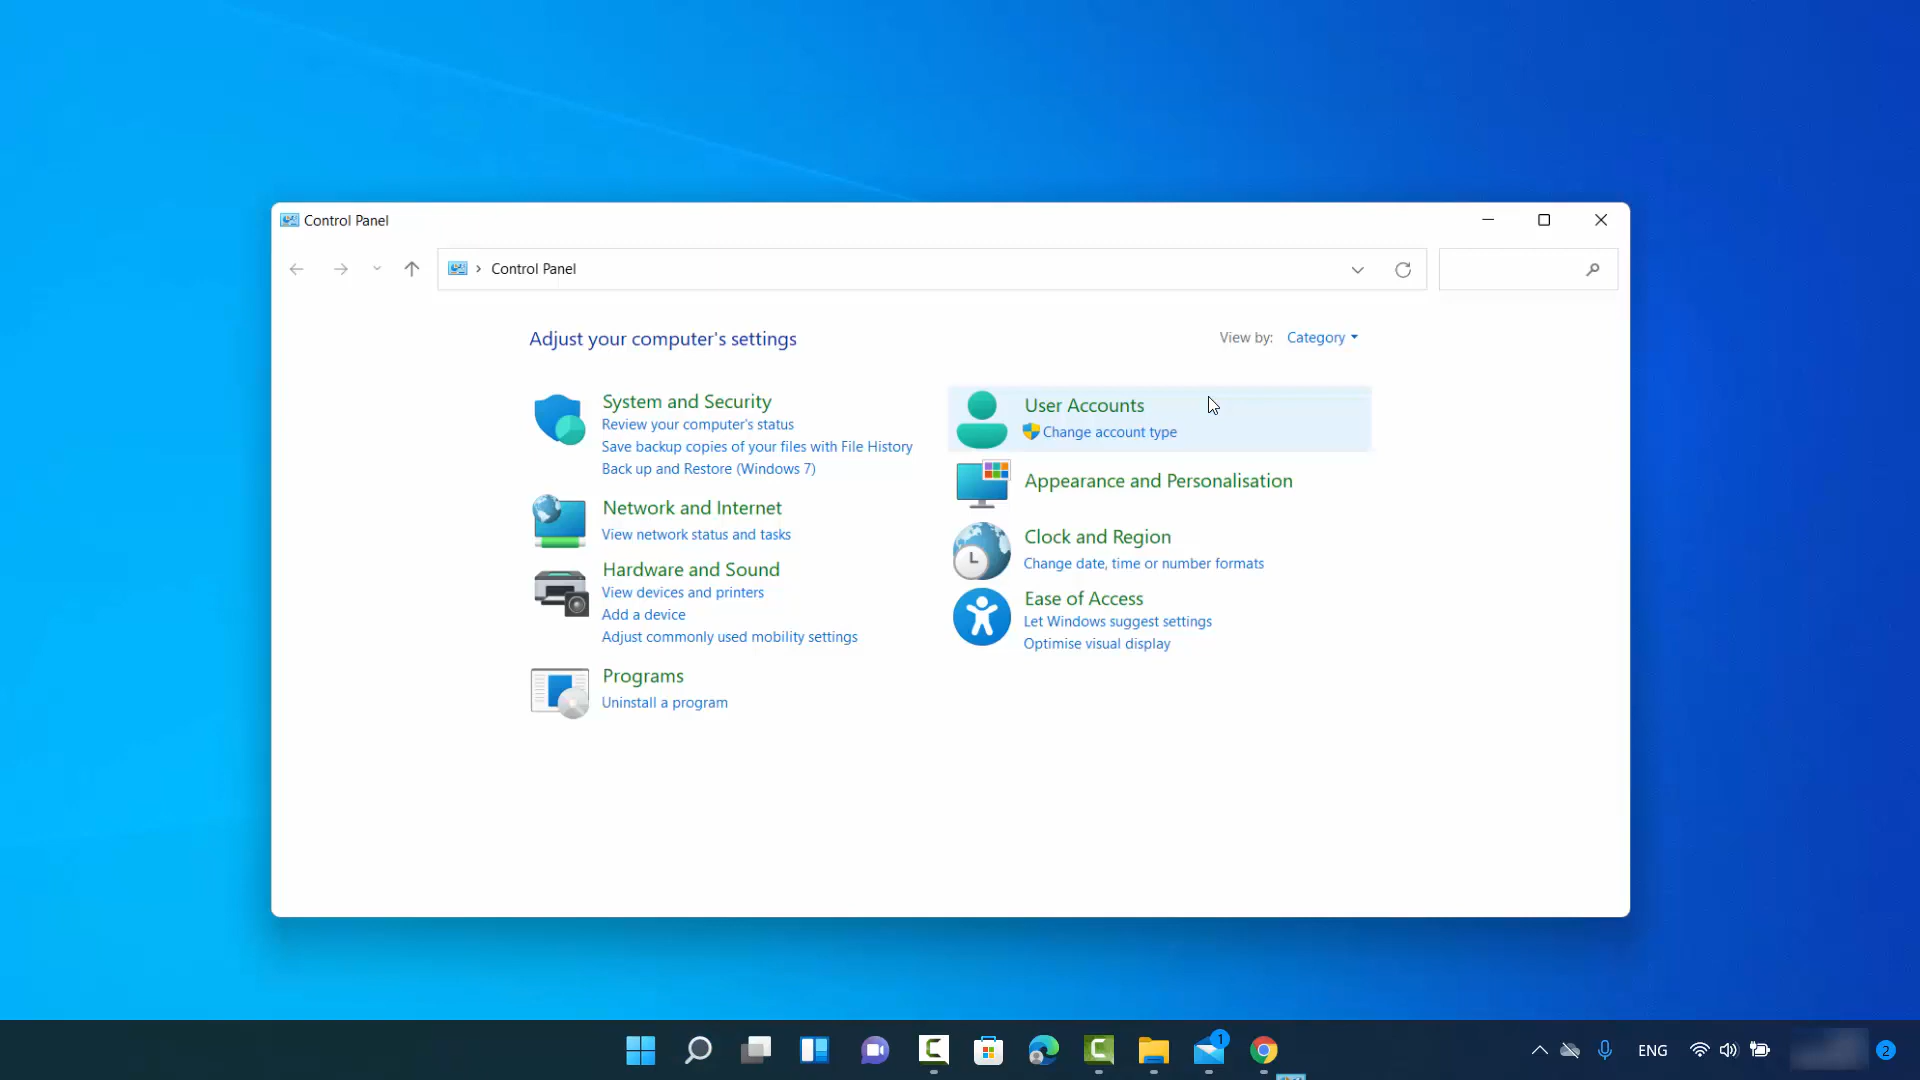 Control Panel
Control Panel
Adjust your computer's settings
View by: Category
System and Security
Review your computer's status
Save backup copies of your files with File History
Back up and Restore (Windows 7)
Network and Internet
View network status and tasks
Hardware and Sound
View devices and printers
Add a device
Adjust commonly used mobility settings
Programs
Uninstall a program
User Accounts
Change account type
Appearance and Personalisation
Clock and Region
Change date, time or number formats
Ease of Access
Let Windows suggest settings
Optimise visual display
1
ENG
2